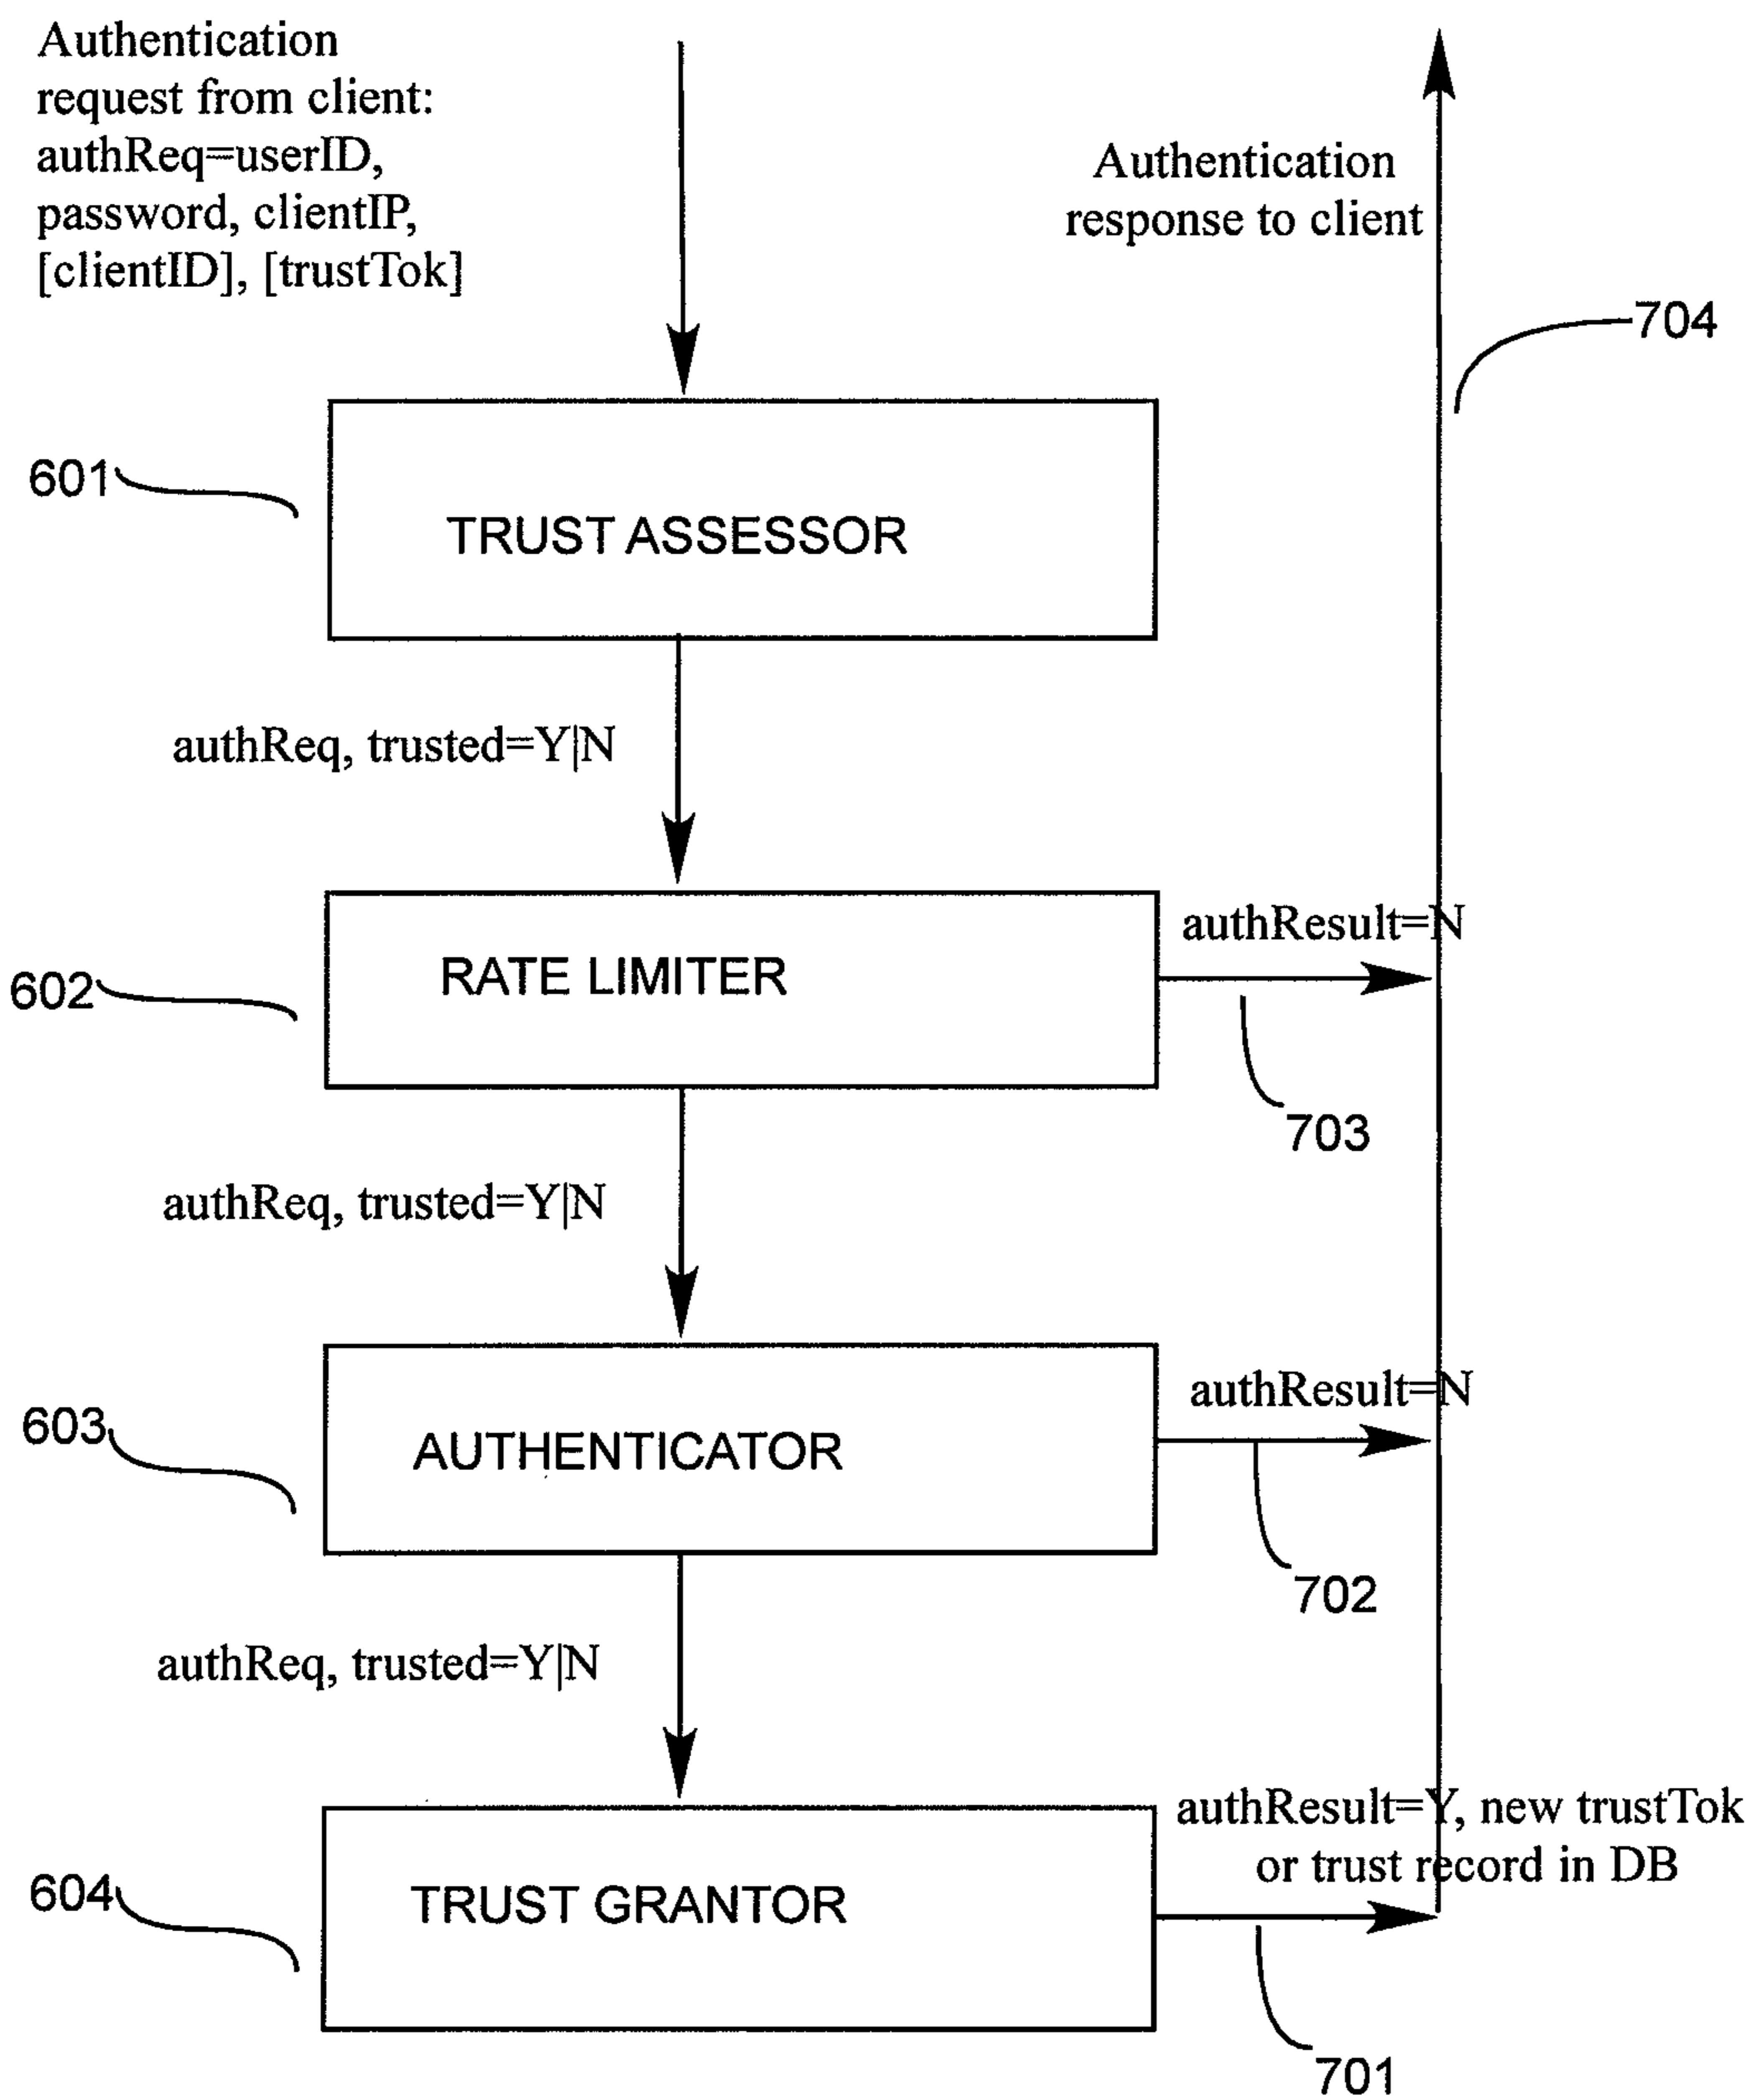 Authentication
request from client:
authReq=userID,
password, clientIP,
[clientID], [trustTok]
Authentication
response to client
704
601
TRUST ASSESSOR
authReq, trusted=Y|N
authResult=N
602
RATE LIMITER
703
authReq, trusted=Y|N
authResult=N
603
AUTHENTICATOR
702
authReq, trusted=Y|N
authResult=Y, new trustTok
or trust record in DB
604
TRUST GRANTOR
701